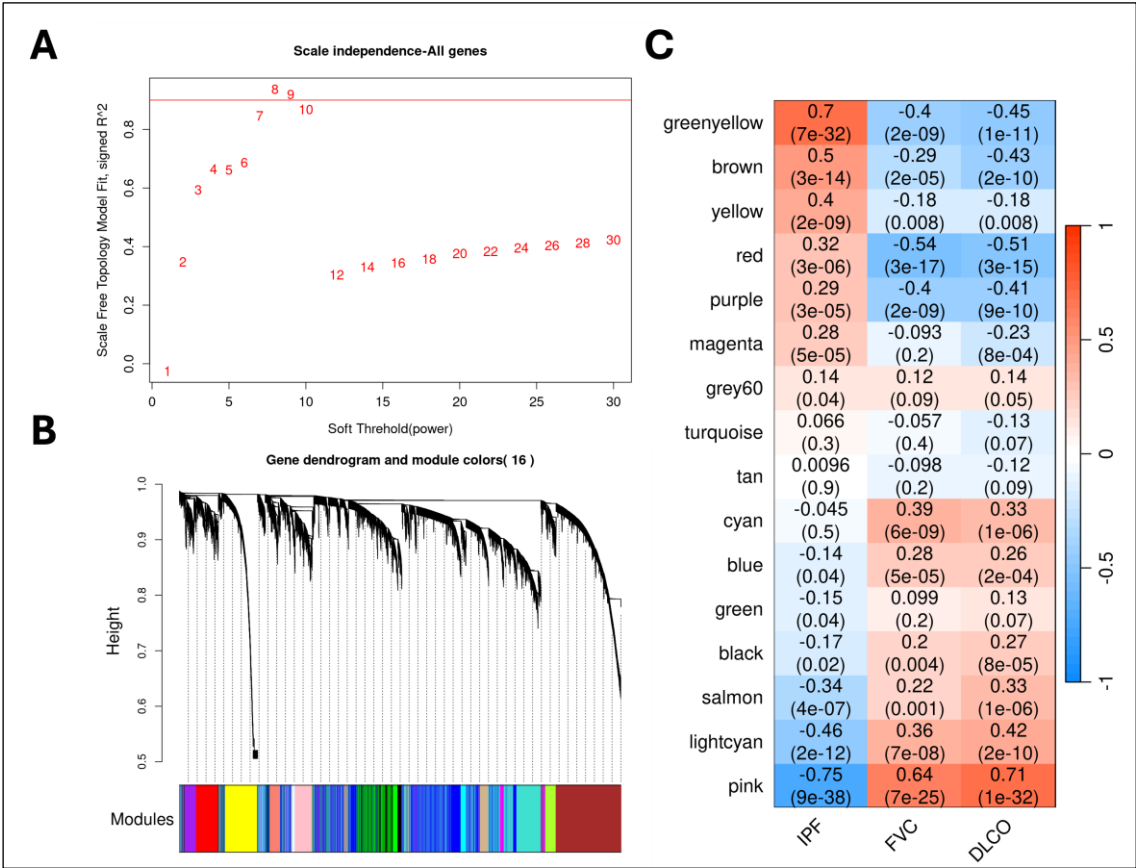 A
Scale independence-All genes
Scale Free Topology Model Fit, signed R^2
0.8
0.6
0.4
0.2
0.0
1
2
3
4
5
6
7
8
9
10
12
14
16
18
20
22
24
26
28
30
0 5 10 15 20 25 30
Soft Threhold(power)
B
Gene dendrogram and module colors( 16 )
Height
1.0
0.9
0.8
0.7
0.6
0.5
Modules
C
greenyellow 0.7 -0.4 -0.45
(7e-32) (2e-09) (1e-11)
brown 0.5 -0.29 -0.43
(3e-14) (2e-05) (2e-10)
yellow 0.4 -0.18 -0.18
(2e-09) (0.008) (0.008)
red 0.32 -0.54 -0.51
(3e-06) (3e-17) (3e-15)
purple 0.29 -0.4 -0.41
(3e-05) (2e-09) (9e-10)
magenta 0.28 -0.093 -0.23
(5e-05) (0.2) (8e-04)
grey60 0.14 0.12 0.14
(0.04) (0.09) (0.05)
turquoise 0.066 -0.057 -0.13
(0.3) (0.4) (0.07)
tan 0.0096 -0.098 -0.12
(0.9) (0.2) (0.09)
cyan -0.045 0.39 0.33
(0.5) (6e-09) (1e-06)
blue -0.14 0.28 0.26
(0.04) (5e-05) (2e-04)
green -0.15 0.099 0.13
(0.04) (0.2) (0.07)
black -0.17 0.2 0.27
(0.02) (0.004) (8e-05)
salmon -0.34 0.22 0.33
(4e-07) (0.001) (1e-06)
lightcyan -0.46 0.36 0.42
(2e-12) (7e-08) (2e-10)
pink -0.75 0.64 0.71
(9e-38) (7e-25) (1e-32)
IPF FVC DLCO
1
0.5
0
-0.5
-1